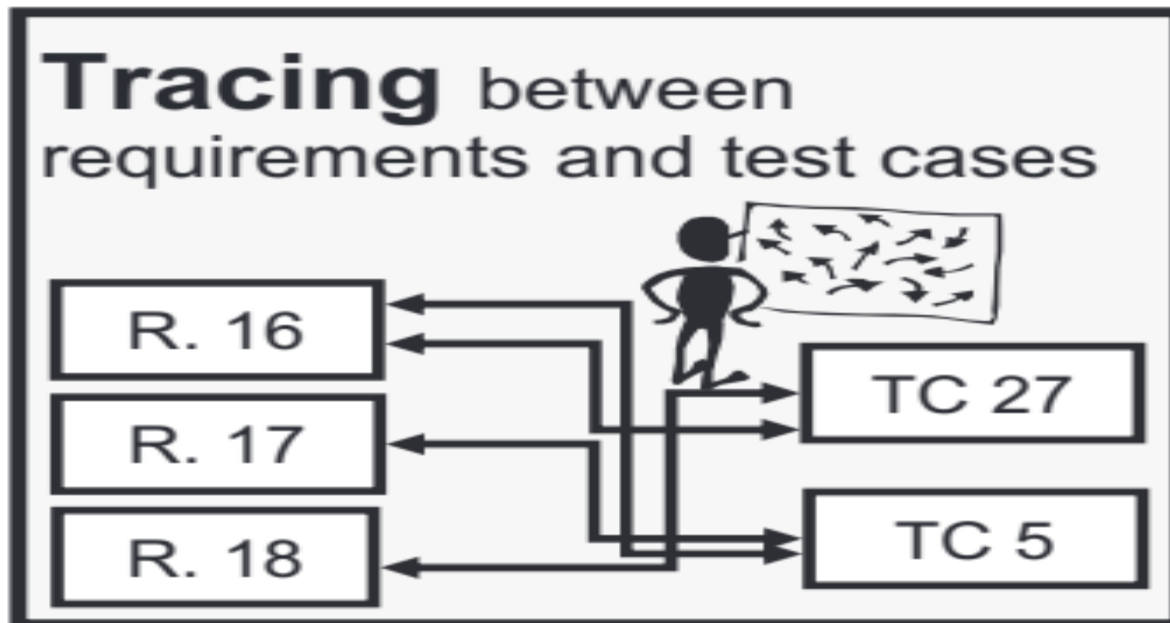 Tracing between
requirements and test cases
R. 16
R. 17
R. 18
TC 27
TC 5